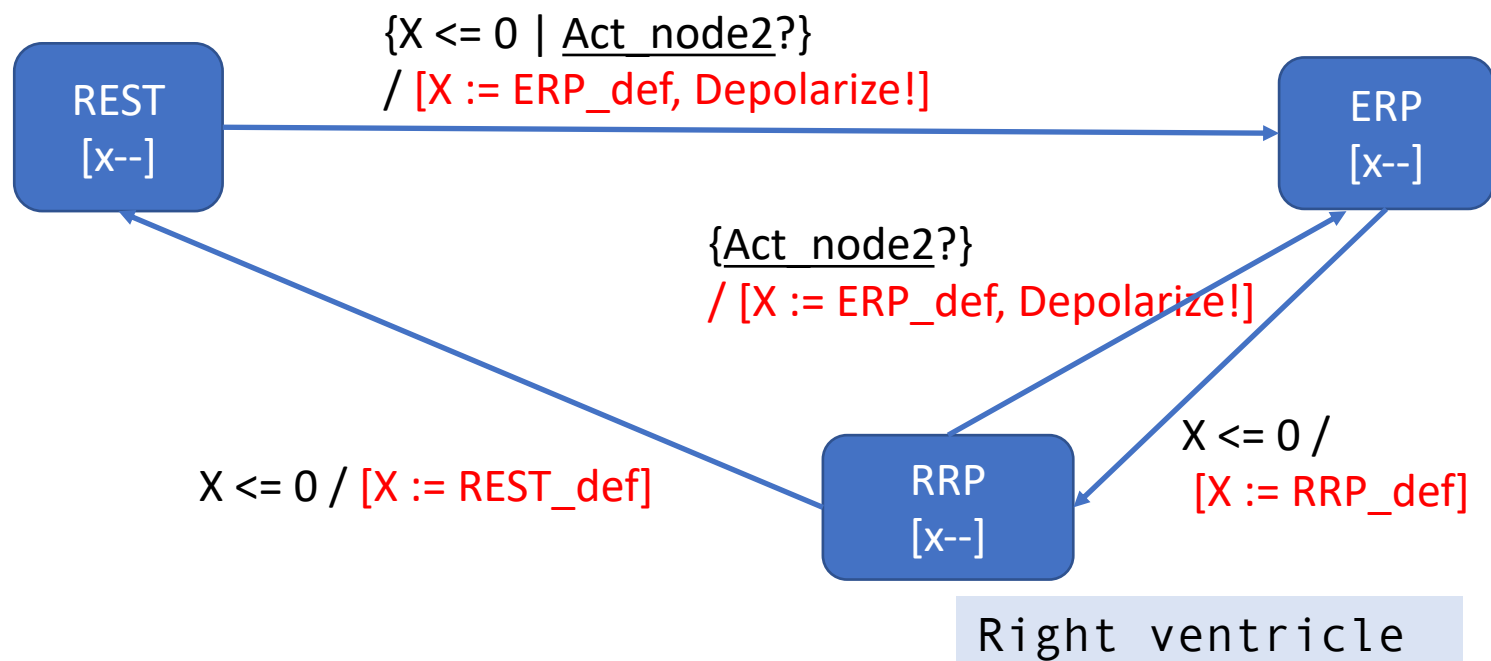 {X <= 0 | Act_node2?}
/ [X := ERP_def, Depolarize!]
REST
[x--]
ERP
[x--]
{Act_node2?}
/ [X := ERP_def, Depolarize!]
X <= 0 /
[X := RRP_def]
X <= 0 / [X := REST_def]
RRP
[x--]
Right ventricle